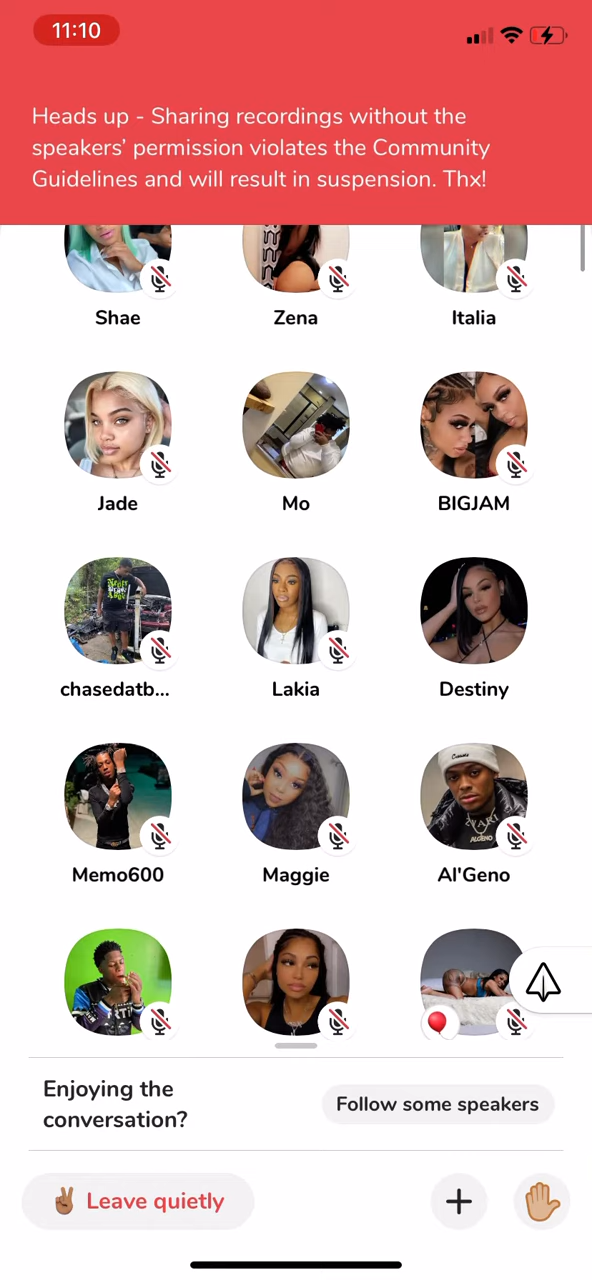 11:10
Heads up - Sharing recordings without the
speakers' permission violates the Community
Guidelines and will result in suspension. Thx!
Shae
Zena
Italia
Jade
Mo
BIGJAM
chasedatb...
Lakia
Destiny
Memo600
Maggie
Al'Geno
Enjoying the
conversation?
Follow some speakers
Leave quietly